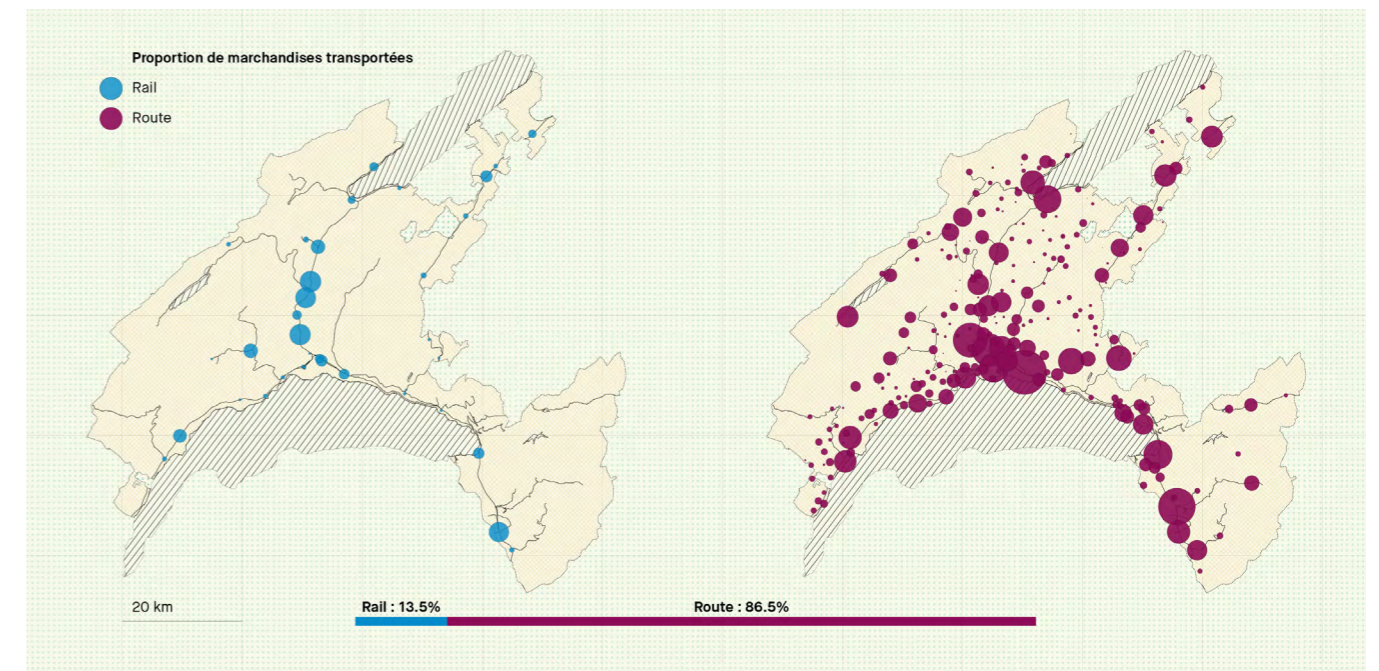 Proportion de marchandises transportées
Rail
Route
20 km
Rail : 13.5%
Route : 86.5%